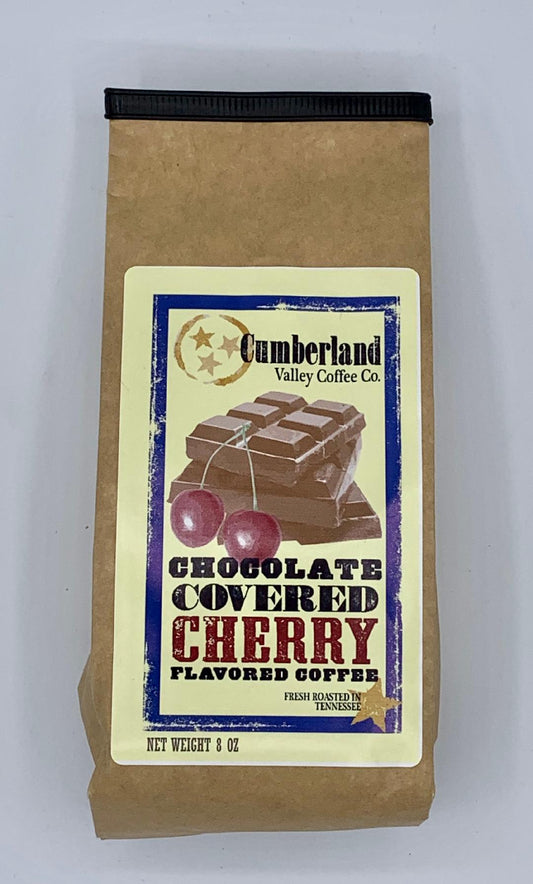 Cumberland
Valley Coffee Co.
CHOCOLATE
COVERED
CHERRY
FLAVORED COFFEE
FRESH ROASTED IN
TENNESSEE
NET WEIGHT 8 OZ